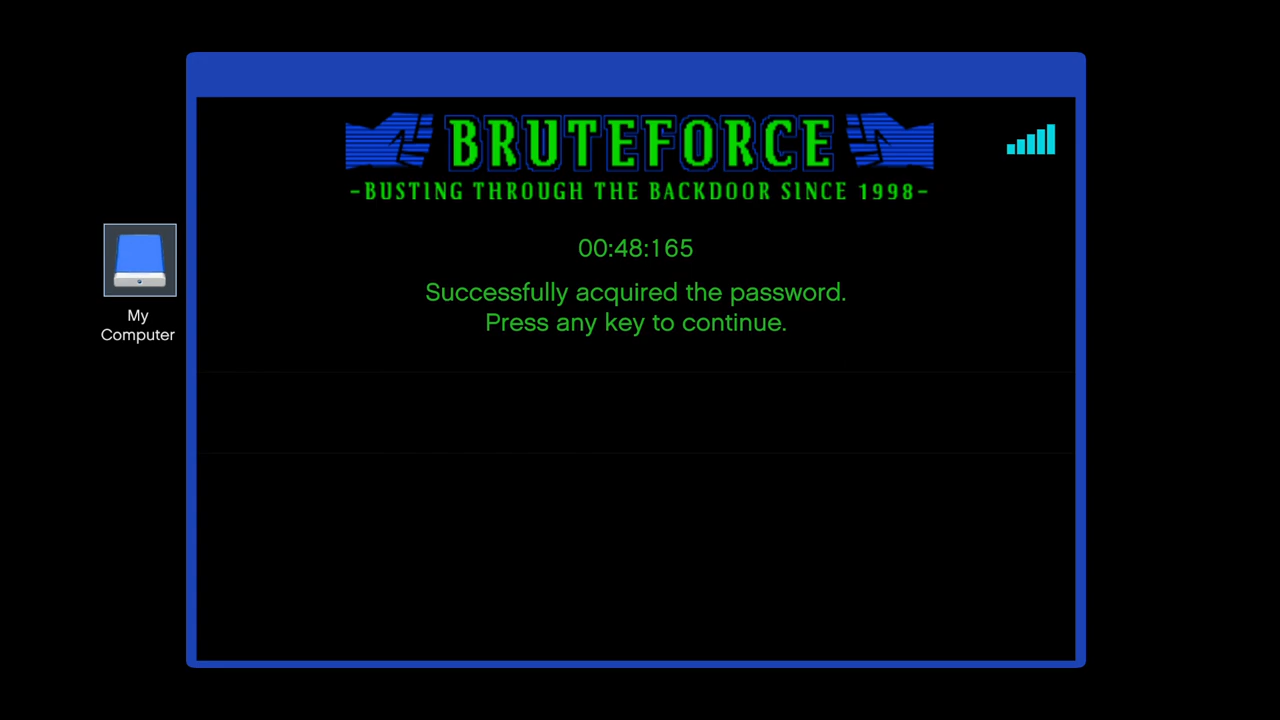 BRUTEFORCE
-BUSTING THROUGH THE BACKDOOR SINCE 1998-
00:48:165
Successfully acquired the password.
Press any key to continue.
My
Computer